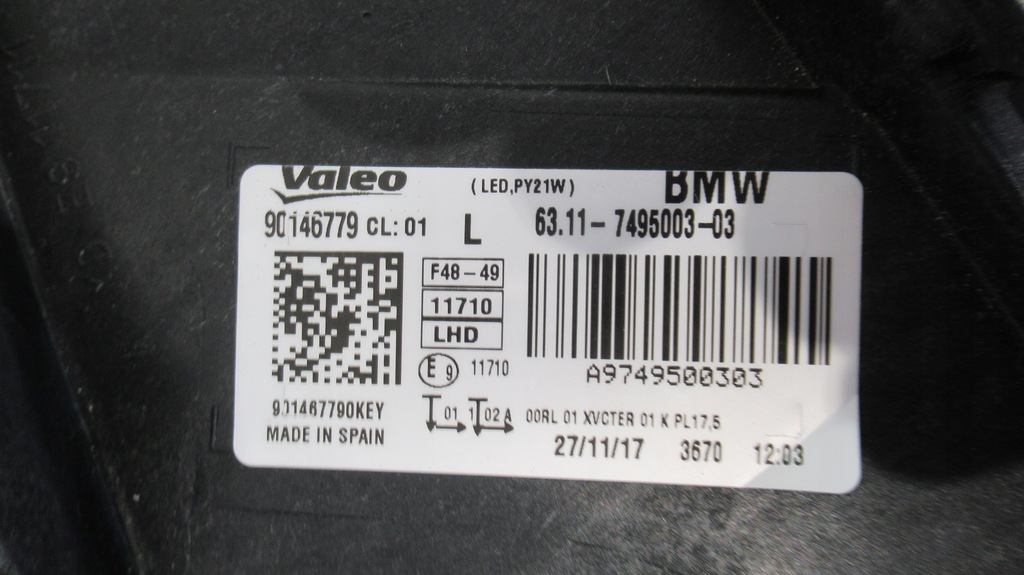 Valeo (LED,PY21W) BMW
90146779 CL: 01 L 63.11- 7495003-03
F48-49
11710
LHD
A9749500303
E 9 11710
901467790KEY
01 1 02 A 00RL 01 XVCTER 01 K PL17,5
MADE IN SPAIN
27/11/17 3670 12:03